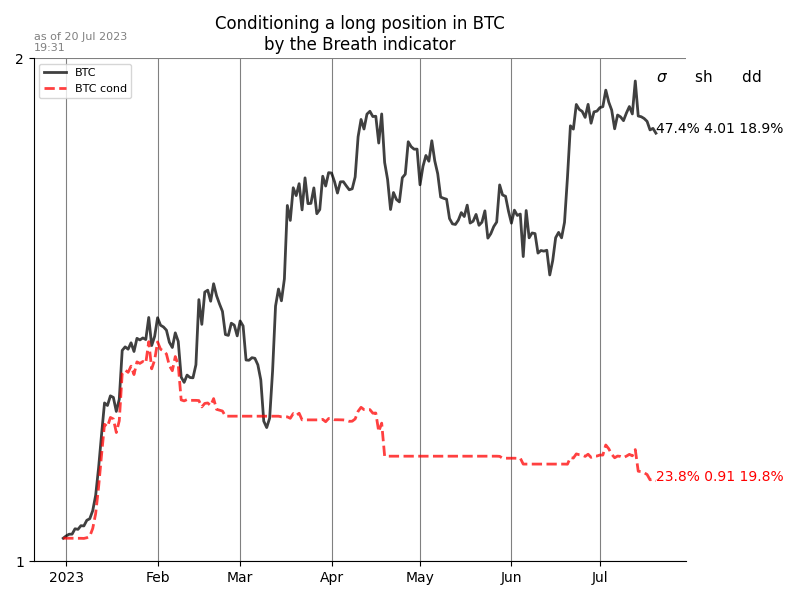 Conditioning a long position in BTC
by the Breath indicator
as of 20 Jul 2023
19:31
2
BTC
BTC cond
σ sh dd
47.4% 4.01 18.9%
23.8% 0.91 19.8%
1
2023 Feb Mar Apr May Jun Jul